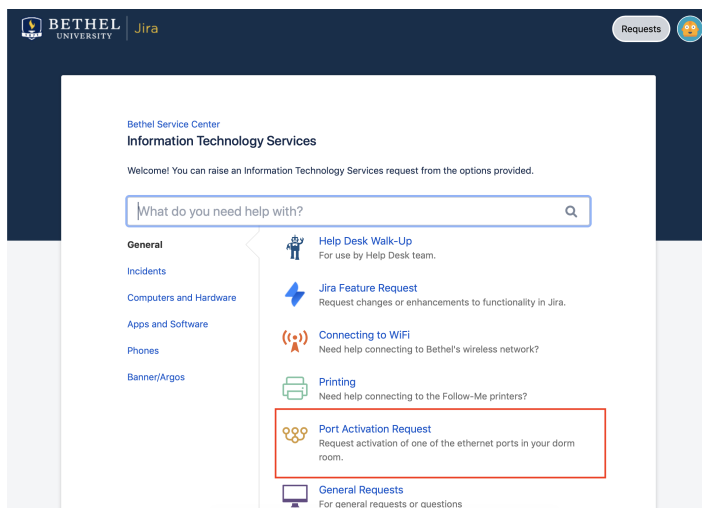 BETHEL
UNIVERSITY
Jira
Requests
Bethel Service Center
Information Technology Services
Welcome! You can raise an Information Technology Services request from the options provided.
What do you need help with?
General
Incidents
Computers and Hardware
Apps and Software
Phones
Banner/Argos
Help Desk Walk-Up
For use by Help Desk team.
Jira Feature Request
Request changes or enhancements to functionality in Jira.
Connecting to WiFi
Need help connecting to Bethel's wireless network?
Printing
Need help connecting to the Follow-Me printers?
Port Activation Request
Request activation of one of the ethernet ports in your dorm
room.
General Requests
For general requests or questions